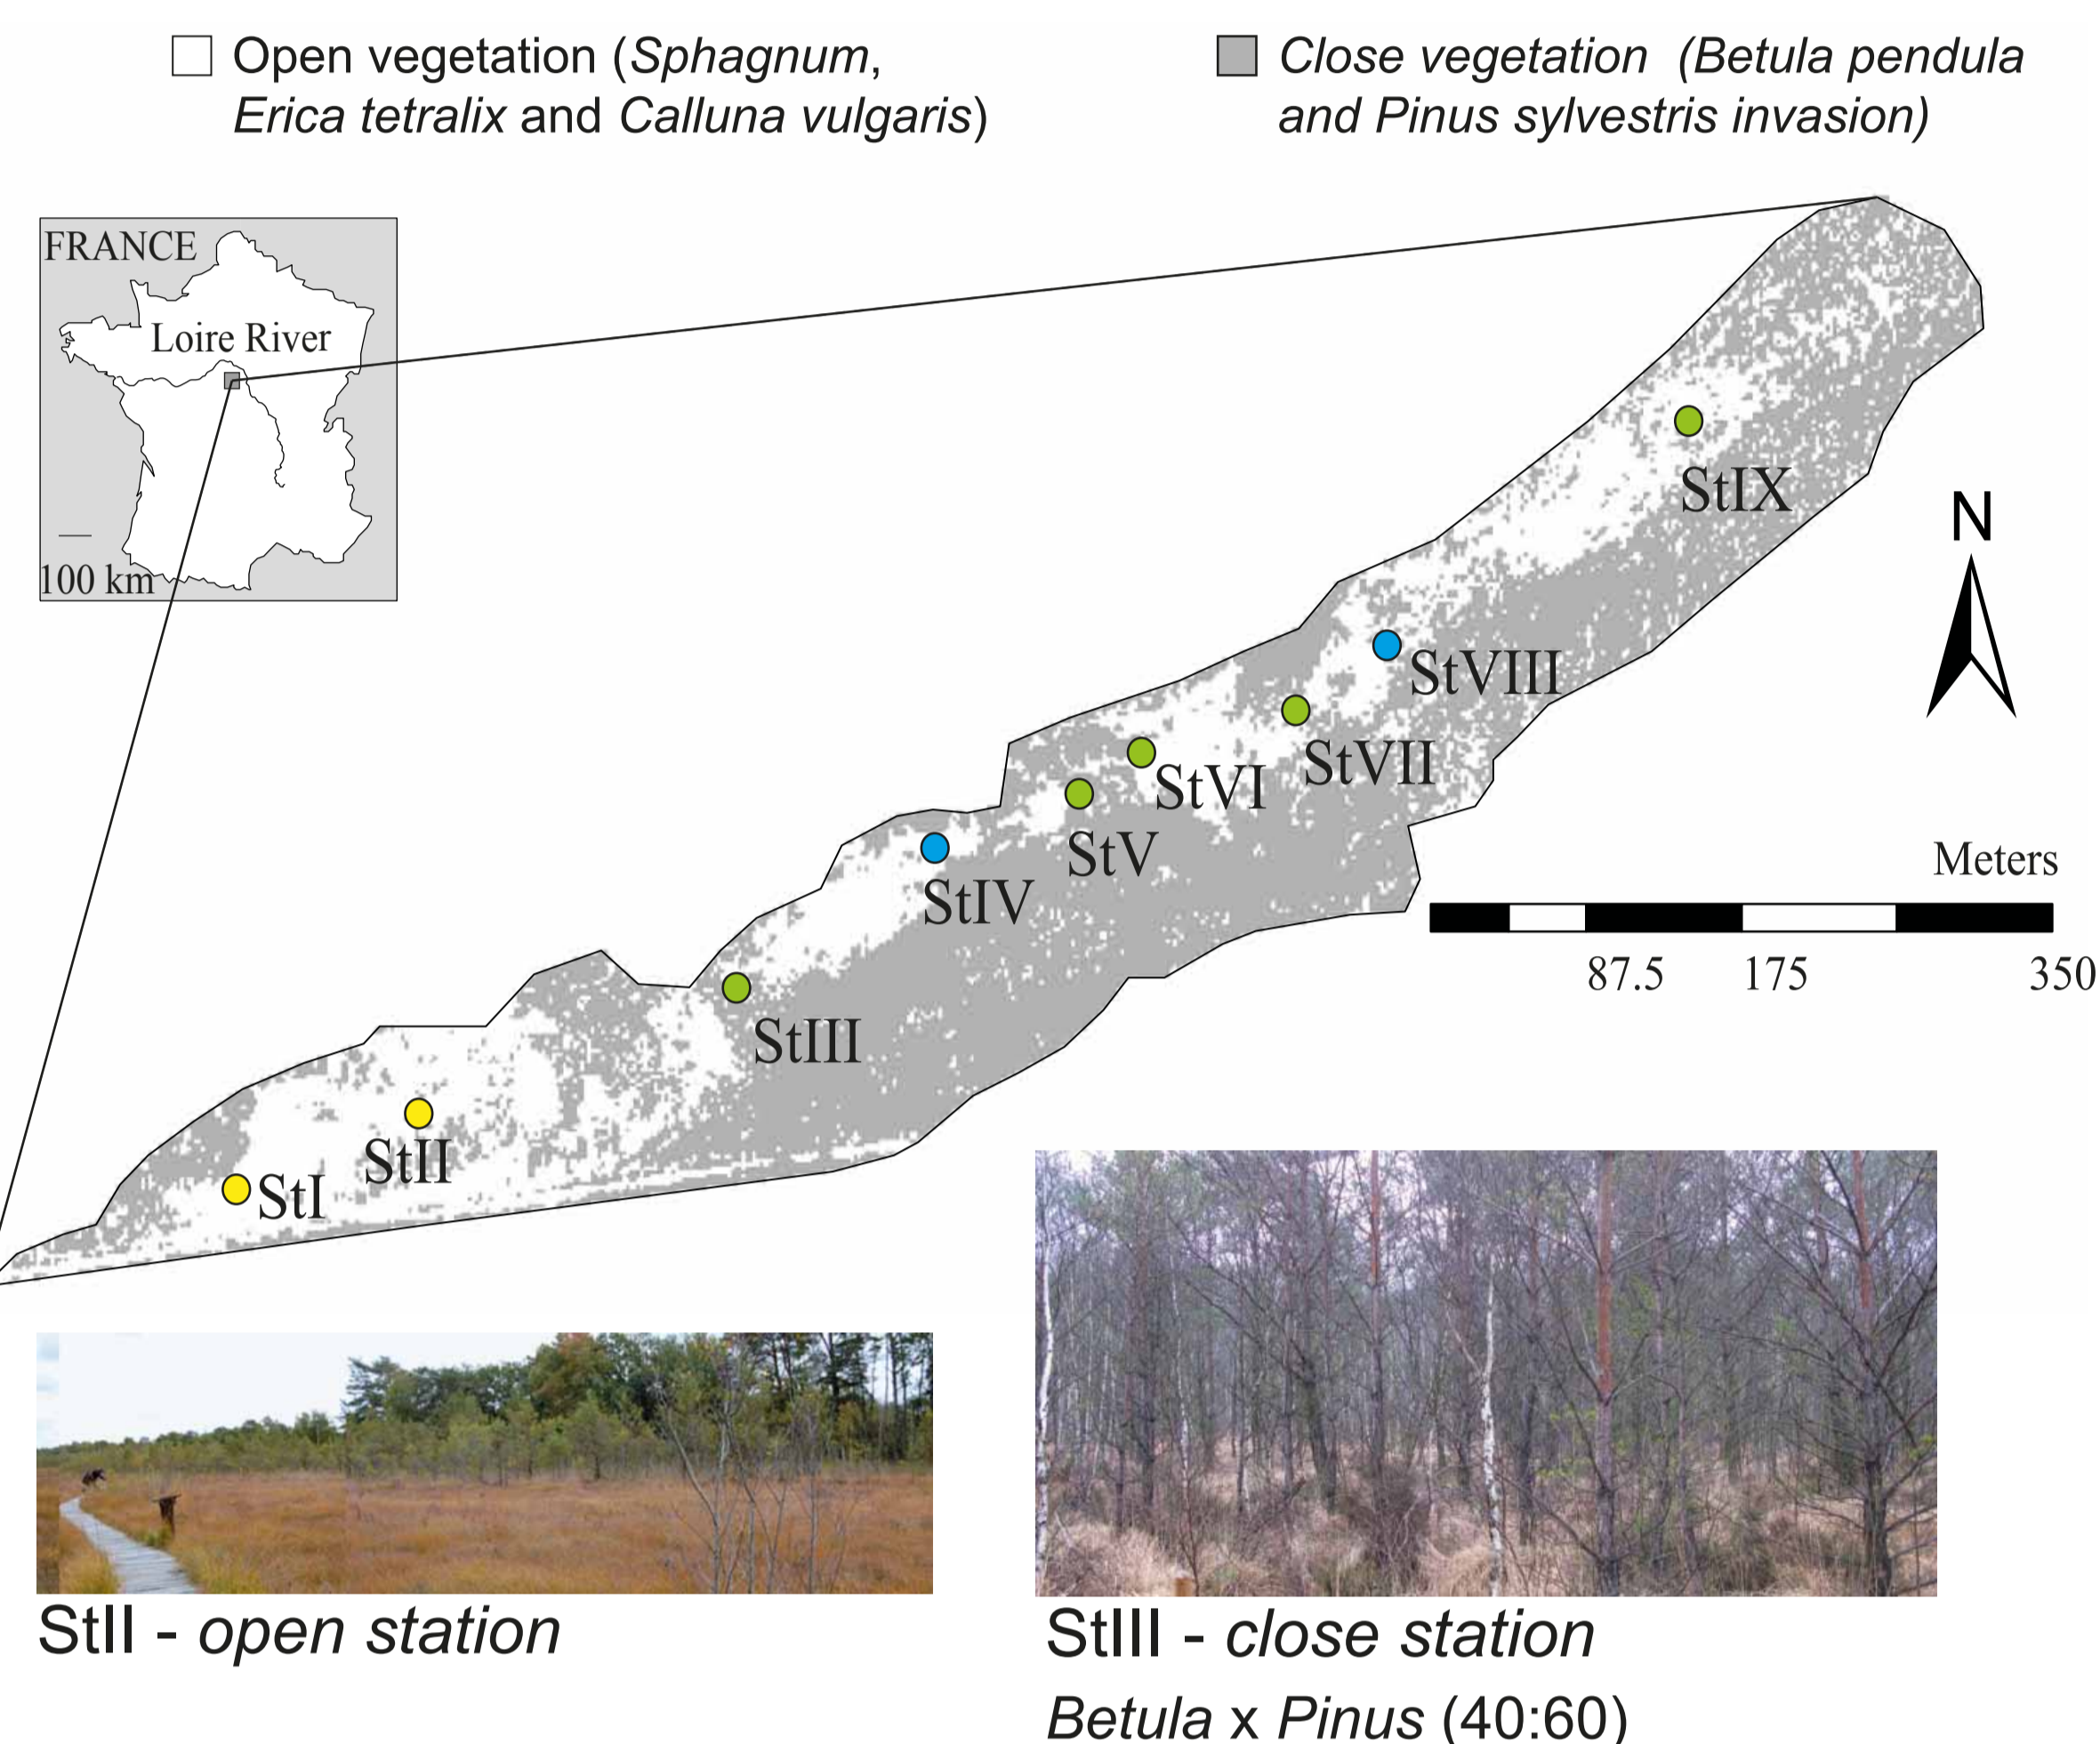 Open vegetation (Sphagnum,
Erica tetralix and Calluna vulgaris)
Close vegetation (Betula pendula
and Pinus sylvestris invasion)
FRANCE
Loire River
100 km
StIX
N
StVIII
StVII
StVI
StV
StIV
Meters
87.5 175 350
StIII
StII
StI
StII - open station
StIII - close station
Betula x Pinus (40:60)